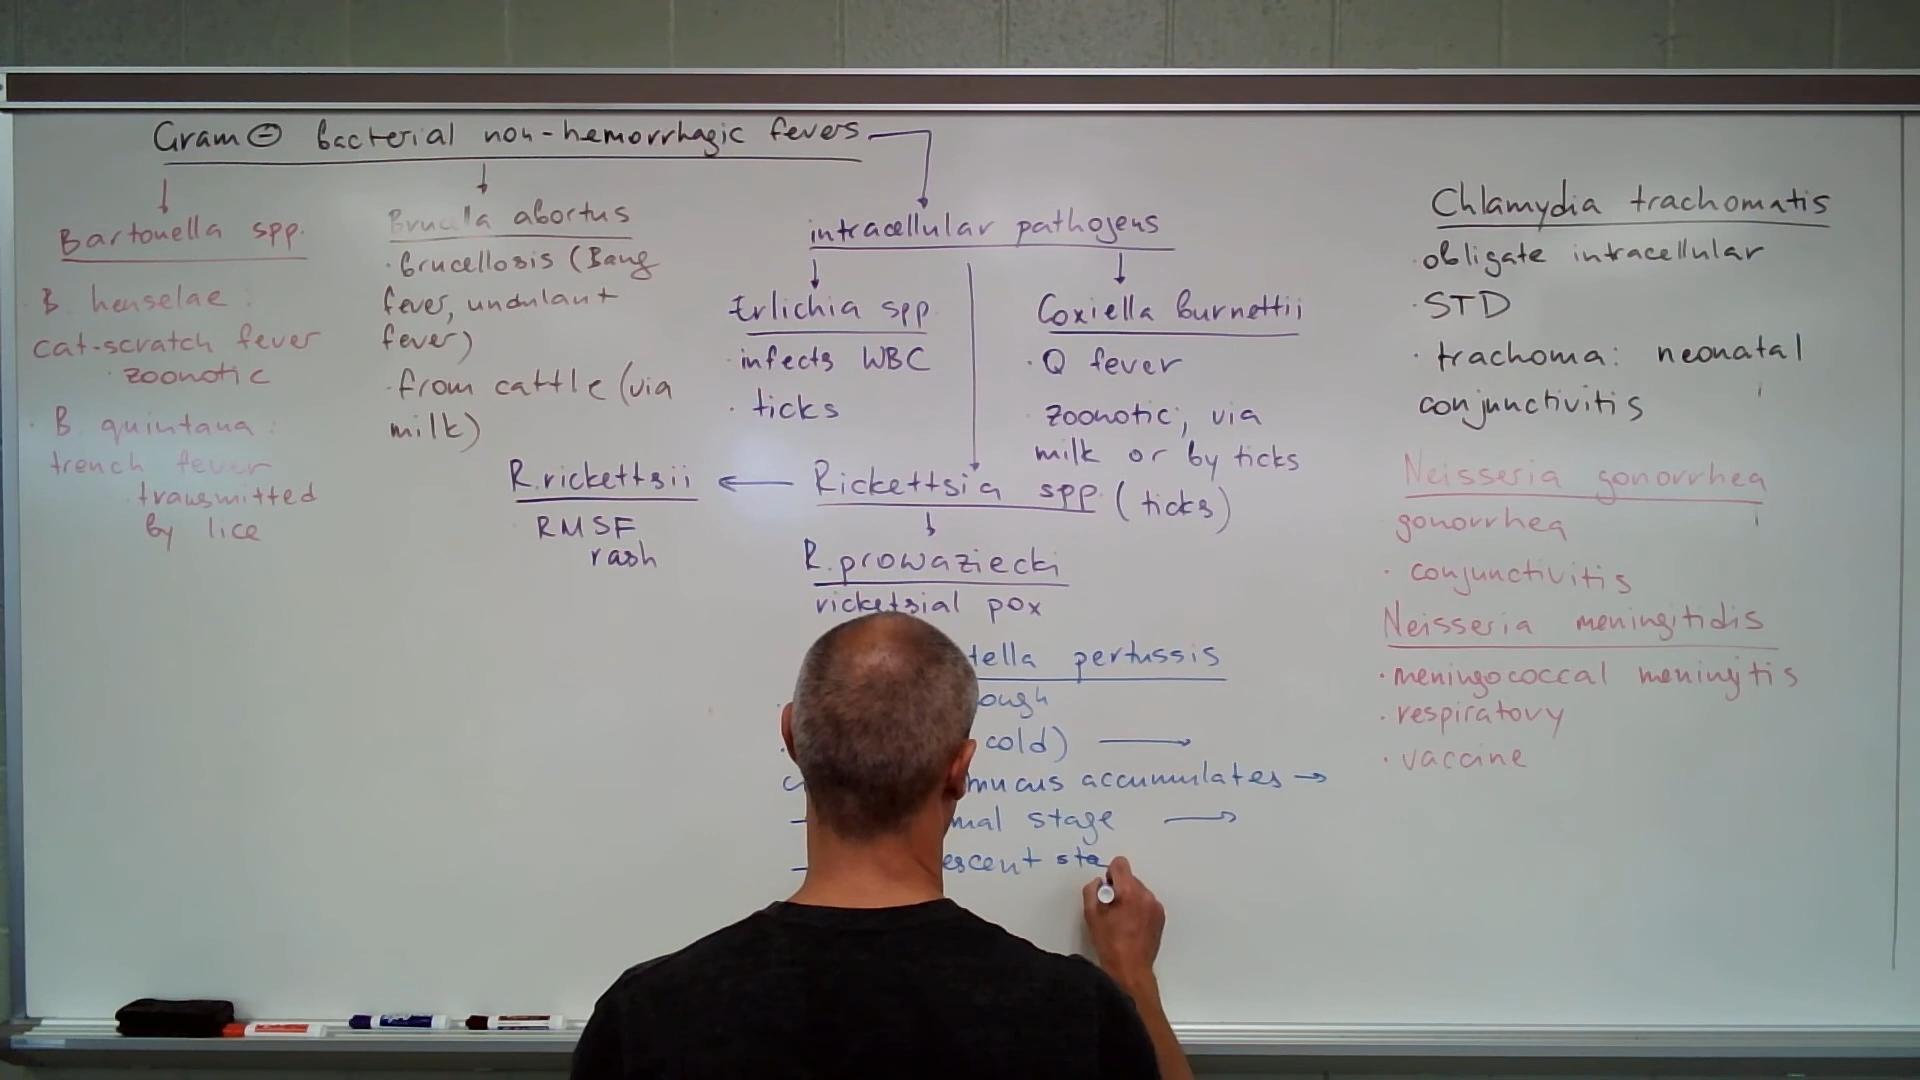 Gram ⊖ bacterial non-hemorrhagic fevers
Bartonella spp.
· B. henselae :
cat-scratch fever
· zoonotic
· B. quintana :
trench fever
transmitted
by lice
Brucella abortus
· brucellosis (Bang
fever, undulant
fever)
· from cattle (via
milk)
intracellular pathogens
Erlichia spp.
· infects WBC
· ticks
Coxiella burnettii
· Q fever
zoonotic, via
milk or by ticks
R. rickettsii
RMSF
rash
Rickettsia spp. (ticks)
R. prowaziecki
ricketsial pox
tella pertussis
ough
cold) →
mucus accumulates →
mal stage →
escent sta
Chlamydia trachomatis
· obligate intracellular
· STD
· trachoma: neonatal
conjunctivitis
Neisseria gonorrhea
gonorrhea
· conjunctivitis
Neisseria meningitidis
· meningococcal meningitis
· respiratory
· vaccine